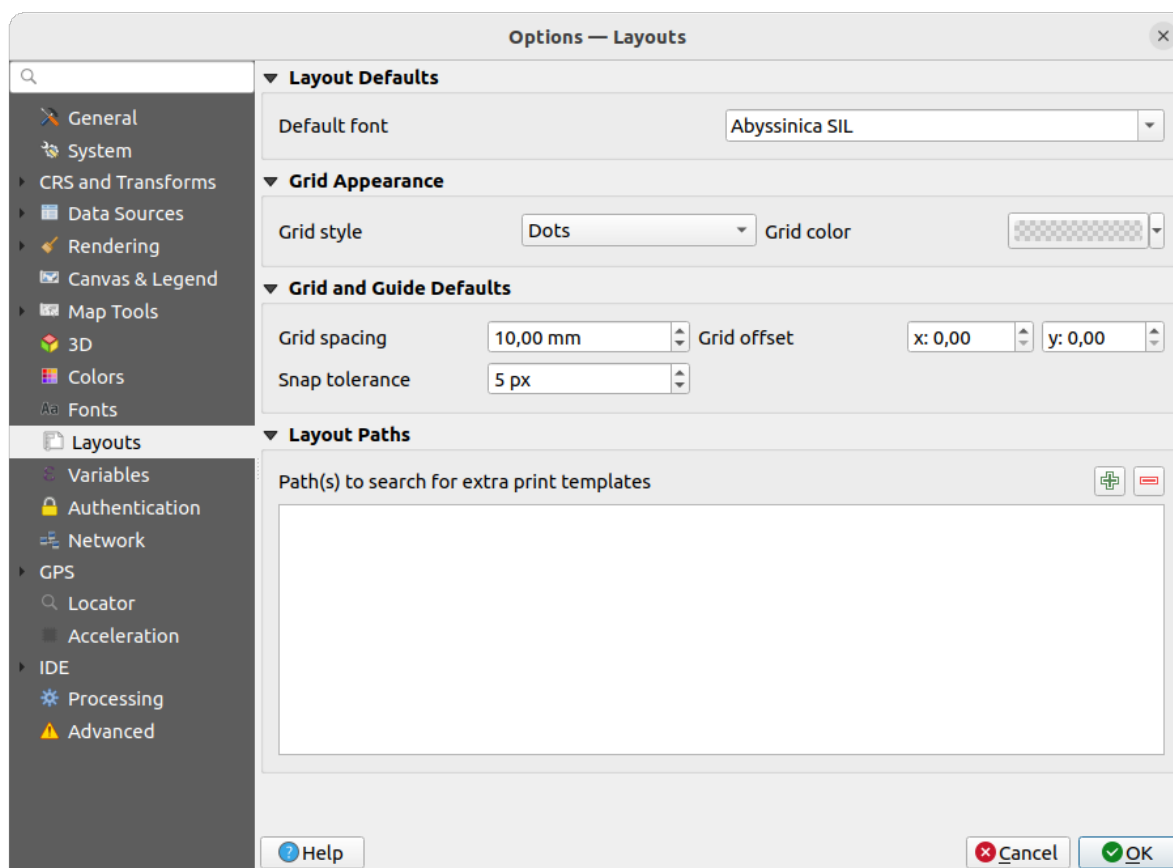 Options — Layouts
General
System
CRS and Transforms
Data Sources
Rendering
Canvas & Legend
Map Tools
3D
Colors
Aa Fonts
Layouts
Variables
Authentication
Network
GPS
Locator
Acceleration
IDE
Processing
Advanced
Layout Defaults
Default font Abyssinica SIL
Grid Appearance
Grid style Dots Grid color
Grid and Guide Defaults
Grid spacing 10,00 mm Grid offset x: 0,00 y: 0,00
Snap tolerance 5 px
Layout Paths
Path(s) to search for extra print templates
Help Cancel OK